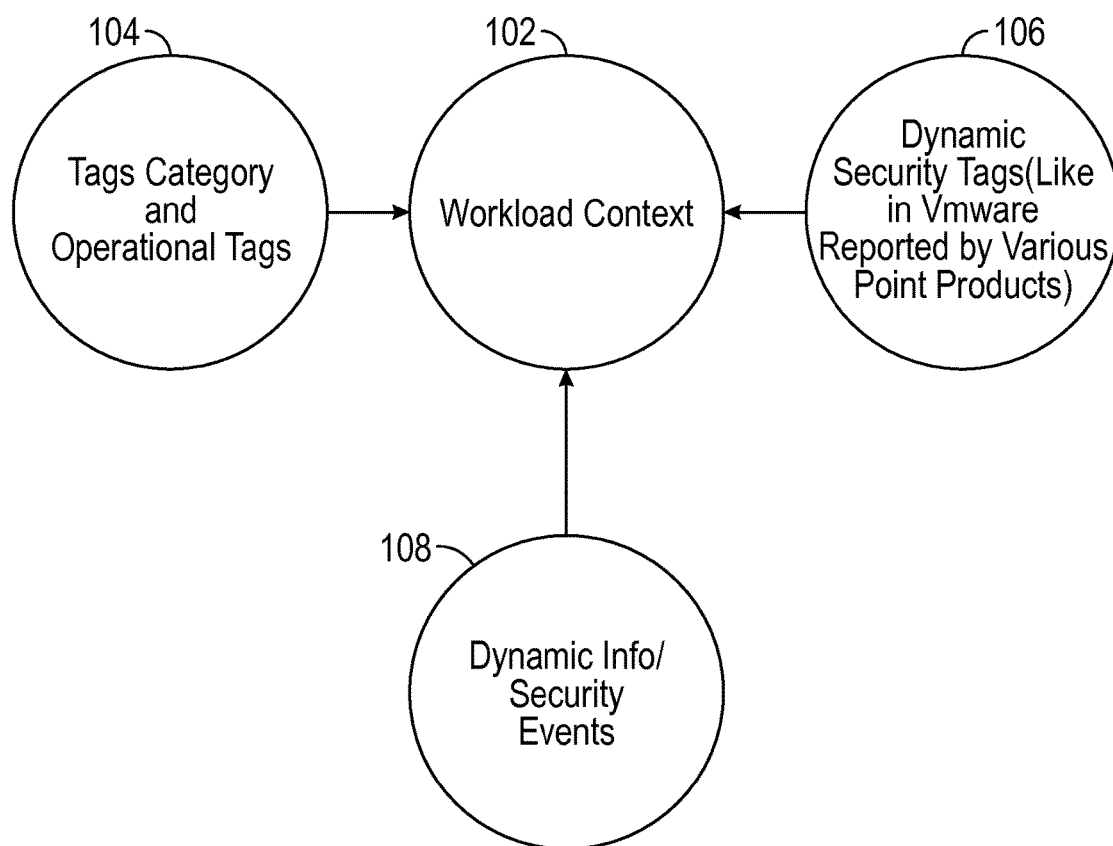 104
102
106
Tags Category
and
Operational Tags
Workload Context
Dynamic
Security Tags(Like
in Vmware
Reported by Various
Point Products)
108
Dynamic Info/
Security
Events